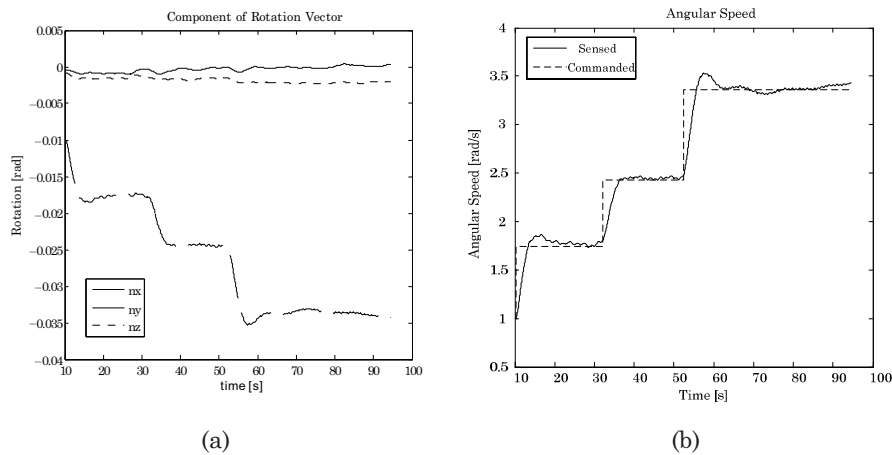 Component of Rotation Vector
0.005
0
−0.005
−0.01
−0.015
−0.02
−0.025
−0.03
−0.035
−0.04
Rotation [rad]
nx
ny
nz
10 20 30 40 50 60 70 80 90 100
time [s]
(a)
Angular Speed
4
3.5
3
2.5
2
1.5
1
0.5
Angular Speed [rad/s]
Sensed
Commanded
10 20 30 40 50 60 70 80 90 100
Time [s]
(b)